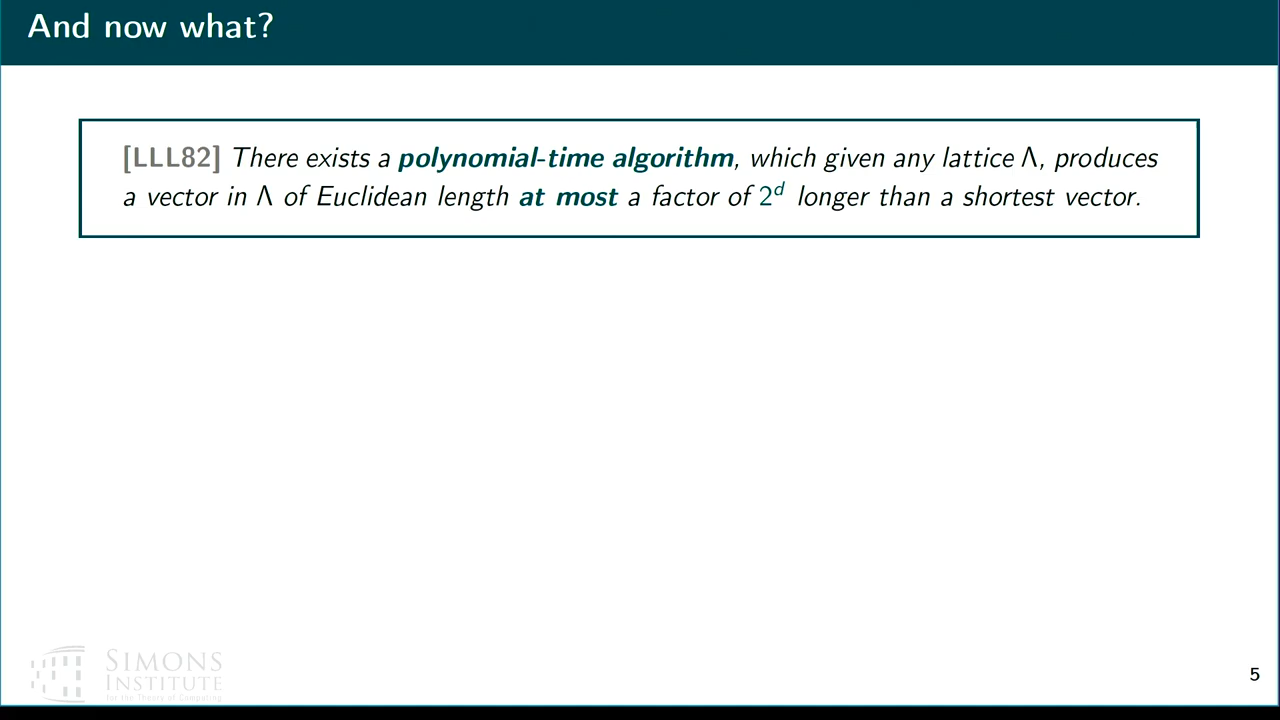 And now what?
[LLL82] There exists a polynomial-time algorithm, which given any lattice Λ, produces
a vector in Λ of Euclidean length at most a factor of 2^d longer than a shortest vector.
SIMONS
INSTITUTE
for the Theory of Computing
5